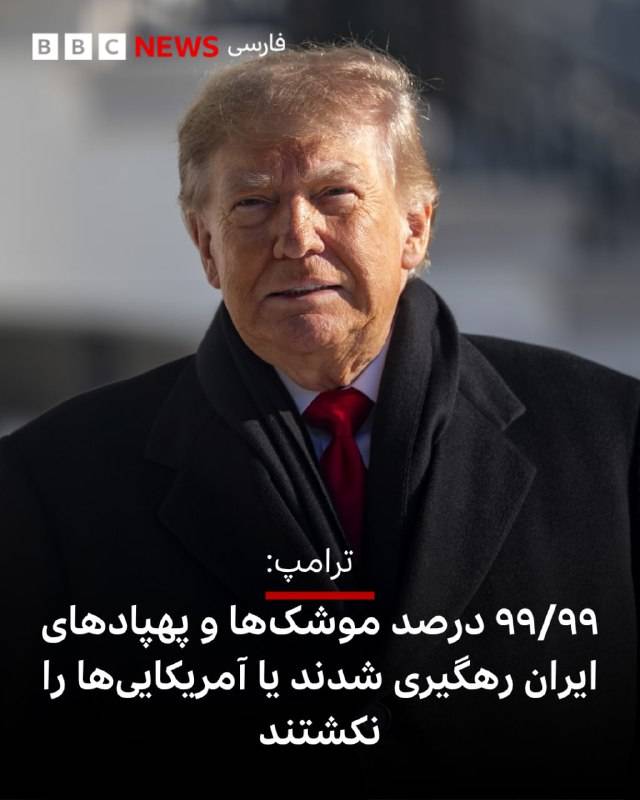 BBC NEWS فارسی
ترامپ:
۹۹/۹۹ درصد موشک‌ها و پهپادهای
ایران رهگیری شدند یا آمریکایی‌ها را
نکشتند